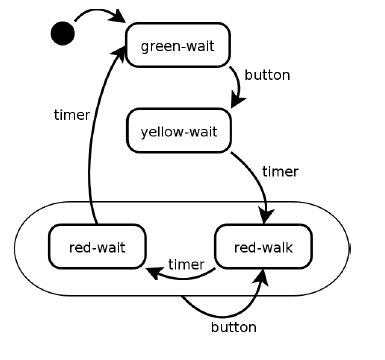 green-wait
button
timer
yellow-wait
timer
red-wait
timer
red-walk
button